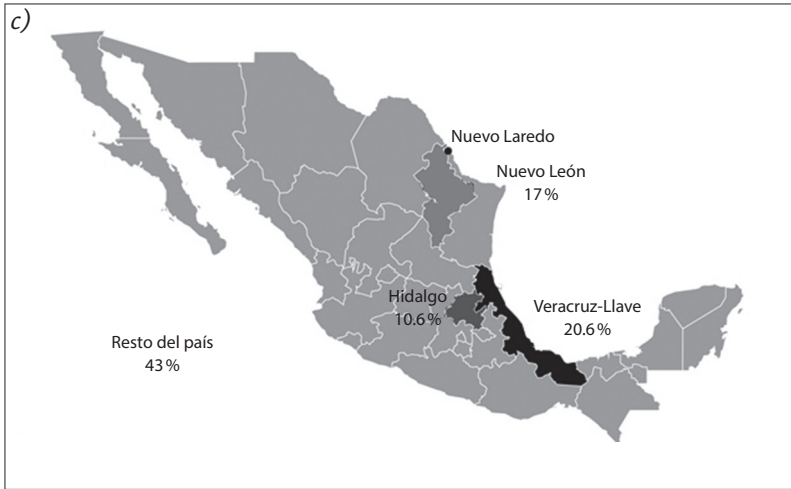 c)
Nuevo Laredo
Nuevo León
17 %
Hidalgo
10.6 %
Veracruz-Llave
20.6 %
Resto del país
43 %